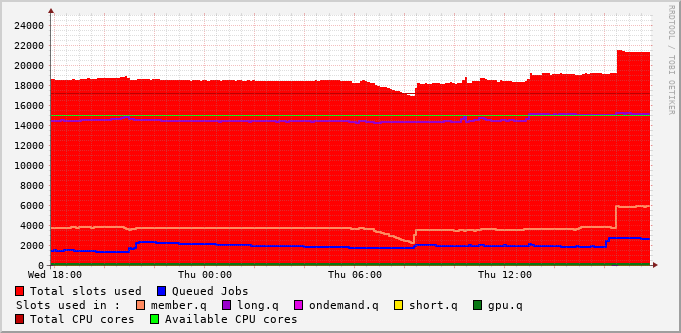 24000
22000
20000
18000
16000
14000
12000
10000
8000
6000
4000
2000
0
Wed 18:00 Thu 00:00 Thu 06:00 Thu 12:00
RRDTOOL / TOBI OETIKER
Total slots used Queued Jobs
Slots used in : member.q long.q ondemand.q short.q gpu.q
Total CPU cores Available CPU cores